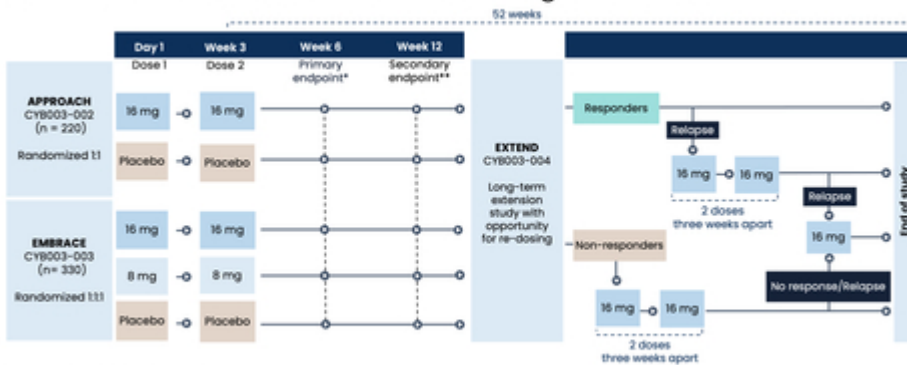 52 weeks
Day 1
Week 3
Week 6
Week 12
Dose 1
Dose 2
Primary
endpoint*
Secondary
endpoint**
APPROACH
CYB003-002
(n = 220)
Randomized 1:1
16 mg
16 mg
Placebo
Placebo
EMBRACE
CYB003-003
(n= 330)
Randomized 1:1:1
16 mg
16 mg
8 mg
8 mg
Placebo
Placebo
EXTEND
CYB003-004
Long-term
extension
study with
opportunity
for re-dosing
Responders
Relapse
16 mg
16 mg
2 doses
three weeks apart
Relapse
16 mg
No response/Relapse
Non-responders
16 mg
16 mg
2 doses
three weeks apart
End of study